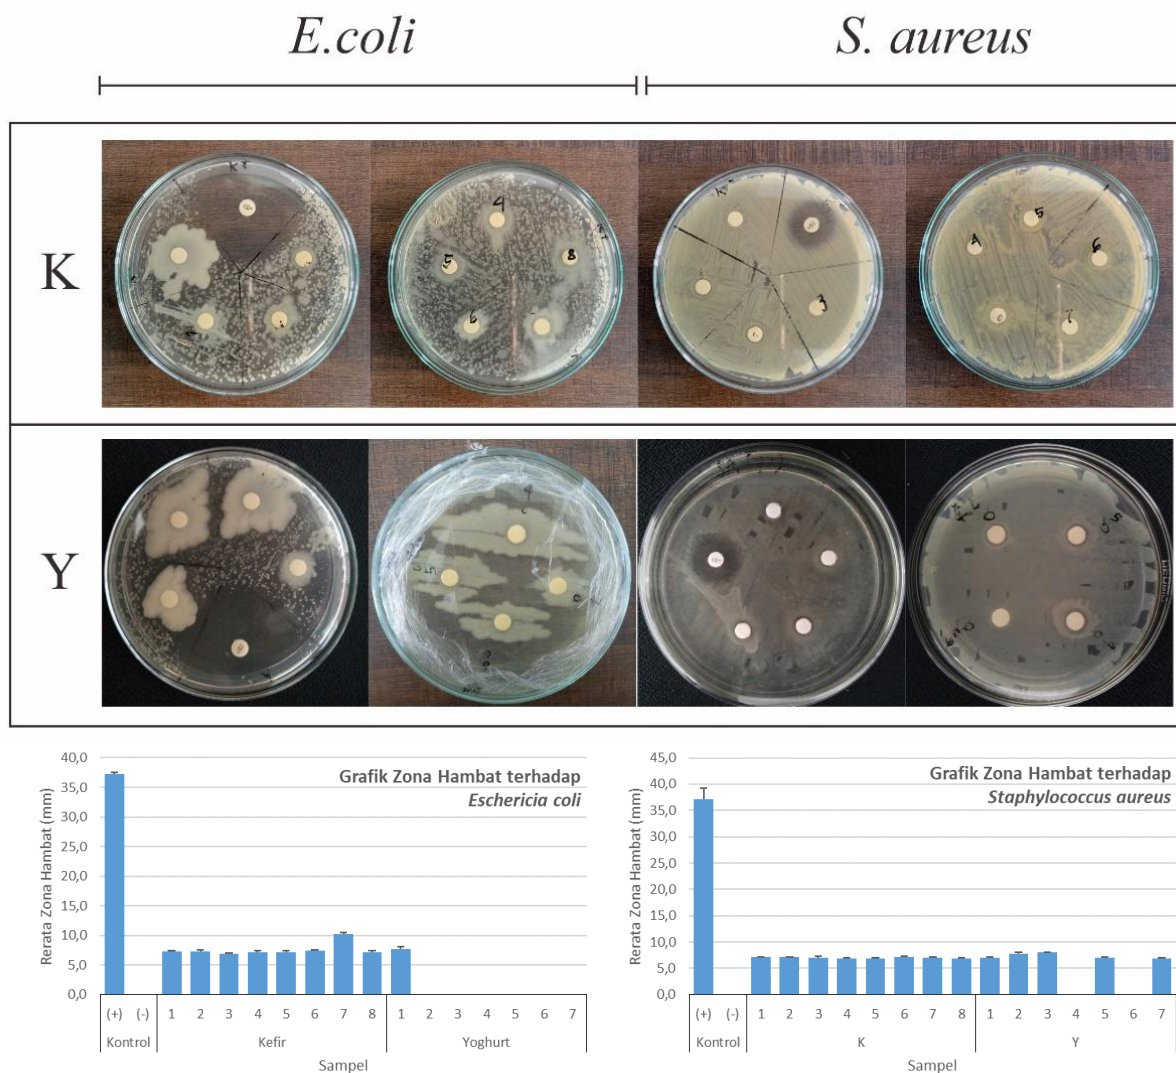 E.coli
S. aureus
K
4
5
8
6
5
4
6
7
Y
Grafik Zona Hambat terhadap
Eschericia coli
Rerata Zona Hambat (mm)
40,0
35,0
30,0
25,0
20,0
15,0
10,0
5,0
0,0
(+) (-) 1 2 3 4 5 6 7 8 1 2 3 4 5 6 7
Kontrol Kefir Yoghurt
Sampel
Grafik Zona Hambat terhadap
Staphylococcus aureus
Rerata Zona Hambat (mm)
45,0
40,0
35,0
30,0
25,0
20,0
15,0
10,0
5,0
0,0
(+) (-) 1 2 3 4 5 6 7 8 1 2 3 4 5 6 7
Kontrol K Y
Sampel